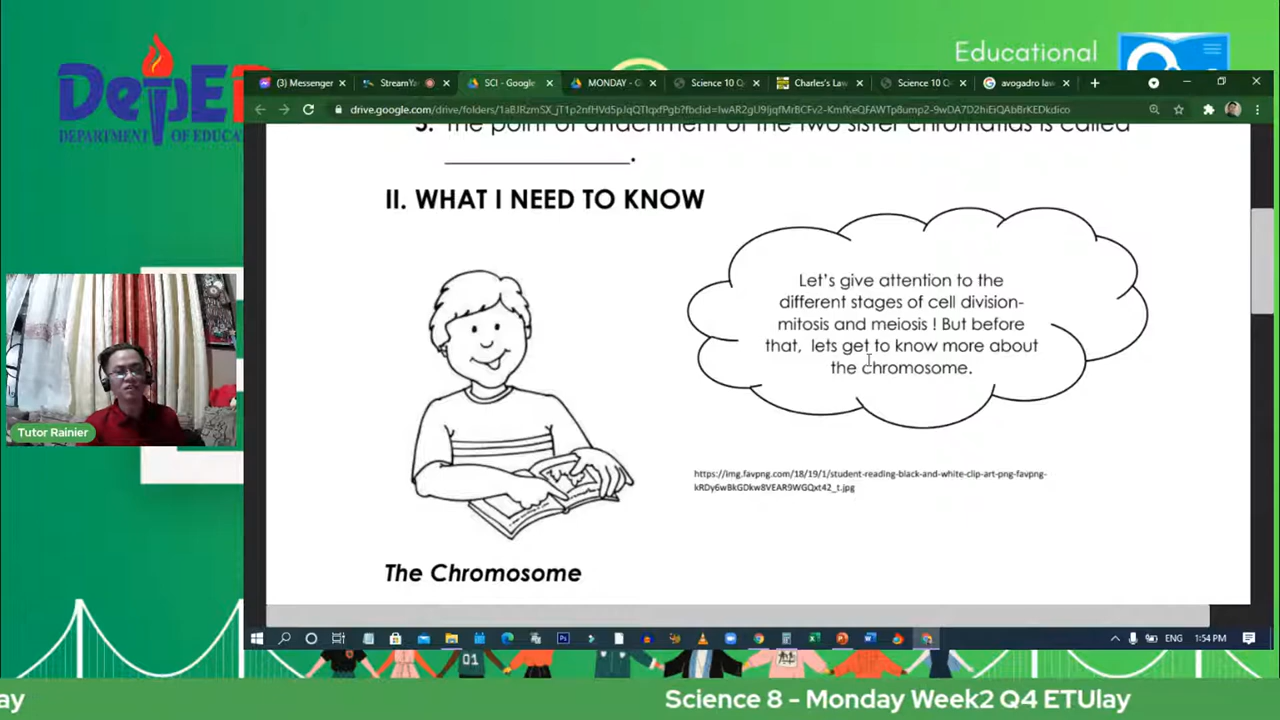 DepED
DEPARTMENT OF EDUCA
Educational
(3) Messenger
StreamYa
SCI - Google
MONDAY - G
Science 10 Q
Charles's Law
Science 10 Q
avogadro law
5. The point of attachment of the two sister chromatids is called
____________________.
II. WHAT I NEED TO KNOW
Let's give attention to the
different stages of cell division-
mitosis and meiosis ! But before
that, lets get to know more about
the chromosome.
https://img.favpng.com/18/19/1/student-reading-black-and-white-clip-art-png-favpng-
kRDy6wBkGDkw8VEAR9WGQxt42_t.jpg
The Chromosome
Tutor Rainier
ENG
1:54 PM
01
ay
Science 8 - Monday Week2 Q4 ETUlay